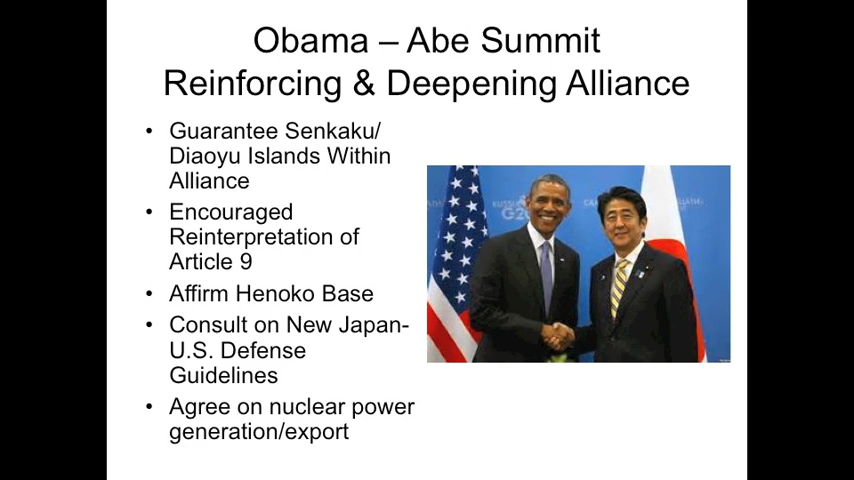 Obama – Abe Summit
Reinforcing & Deepening Alliance
• Guarantee Senkaku/
Diaoyu Islands Within
Alliance
• Encouraged
Reinterpretation of
Article 9
• Affirm Henoko Base
• Consult on New Japan-
U.S. Defense
Guidelines
• Agree on nuclear power
generation/export
G20